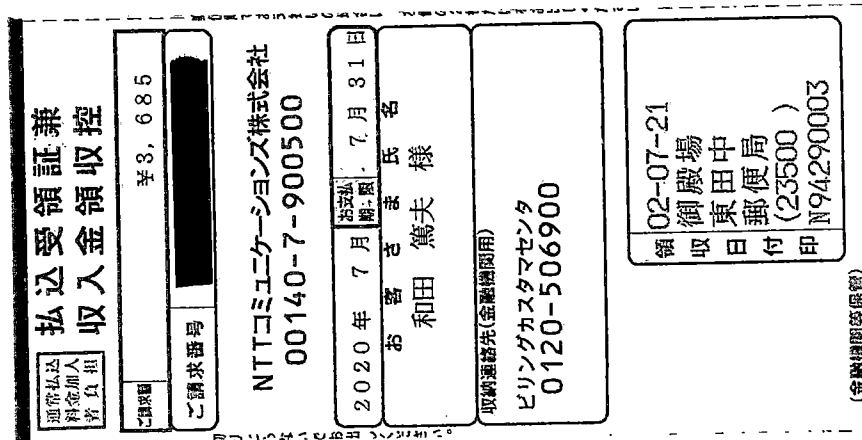 通常払込
料金加入
者負担
払込受領証兼
収入金領収控
ご請求額
¥3,685
ご請求番号
NTTコミュニケーションズ株式会社
00140-7-900500
2020年 7月
お支払期限
7月31日
お客さま氏名
和田 篤夫 様
収納連絡先(金融機関用)
ビリングカスタマセンタ
0120-506900
領収日付印
02-07-21
御殿場
東田中
郵便局
(23500 )
N94290003
(金融機関等保管)